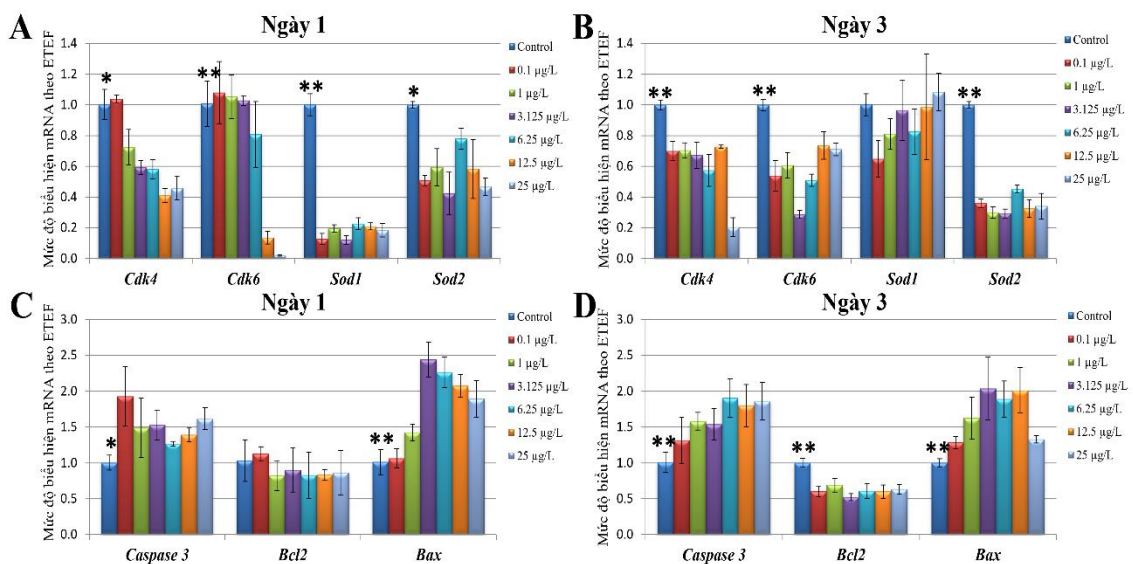 A
Ngày 1
Mức độ biểu hiện mRNA theo ETEF
1.4
1.2
1.0
0.8
0.6
0.4
0.2
0.0
*
**
**
*
Cdk4
Cdk6
Sod1
Sod2
Control
0.1 µg/L
1 µg/L
3.125 µg/L
6.25 µg/L
12.5 µg/L
25 µg/L
B
Ngày 3
Mức độ biểu hiện mRNA theo ETEF
1.4
1.2
1.0
0.8
0.6
0.4
0.2
0.0
**
**
**
Cdk4
Cdk6
Sod1
Sod2
Control
0.1 µg/L
1 µg/L
3.125 µg/L
6.25 µg/L
12.5 µg/L
25 µg/L
C
Ngày 1
Mức độ biểu hiện mRNA theo ETEF
3.0
2.5
2.0
1.5
1.0
0.5
0.0
*
**
Caspase 3
Bcl2
Bax
Control
0.1 µg/L
1 µg/L
3.125 µg/L
6.25 µg/L
12.5 µg/L
25 µg/L
D
Ngày 3
Mức độ biểu hiện mRNA theo ETEF
3.0
2.5
2.0
1.5
1.0
0.5
0.0
**
**
**
Caspase 3
Bcl2
Bax
Control
0.1 µg/L
1 µg/L
3.125 µg/L
6.25 µg/L
12.5 µg/L
25 µg/L